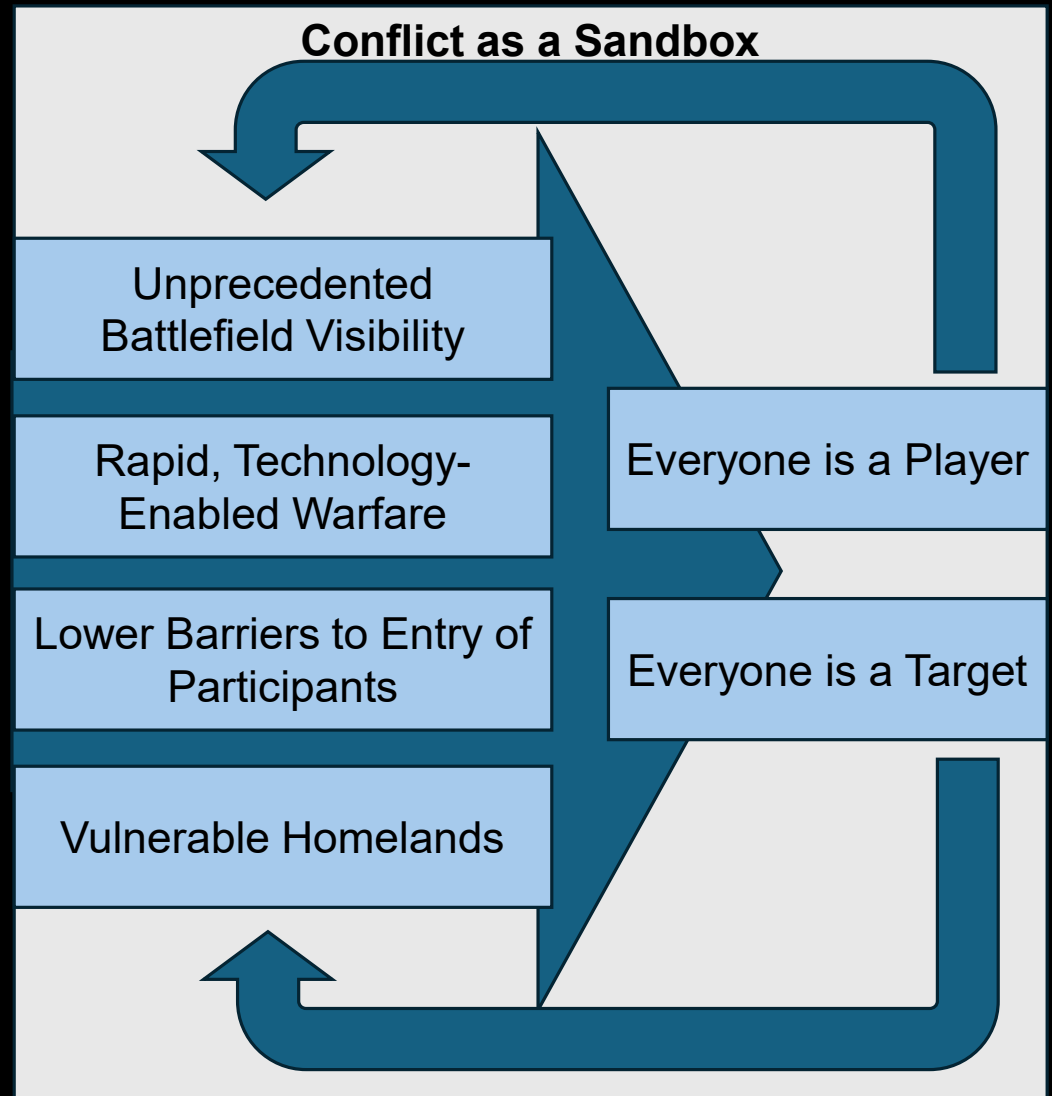 Conflict as a Sandbox
Unprecedented
Battlefield Visibility
Rapid, Technology-
Enabled Warfare
Lower Barriers to Entry of
Participants
Vulnerable Homelands
Everyone is a Player
Everyone is a Target